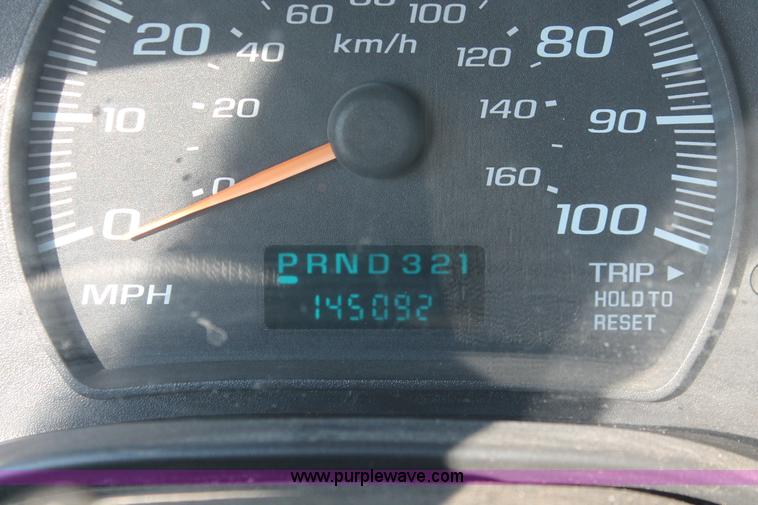 60 80 100
20 km/h 80
40 120
10 20 140 90
0 160
0 100
PRND321
MPH 145092 TRIP ►
HOLD TO
RESET
www.purplewave.com